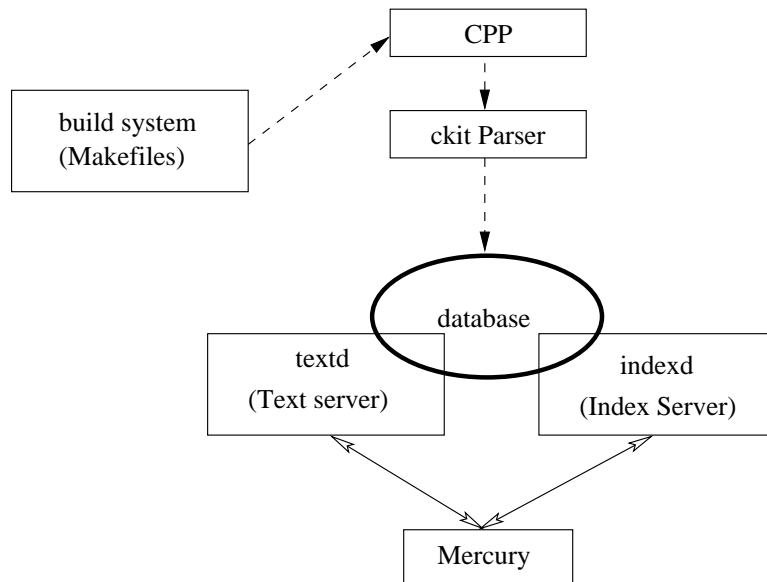 CPP
build system
(Makefiles)
ckit Parser
database
textd
(Text server)
indexd
(Index Server)
Mercury